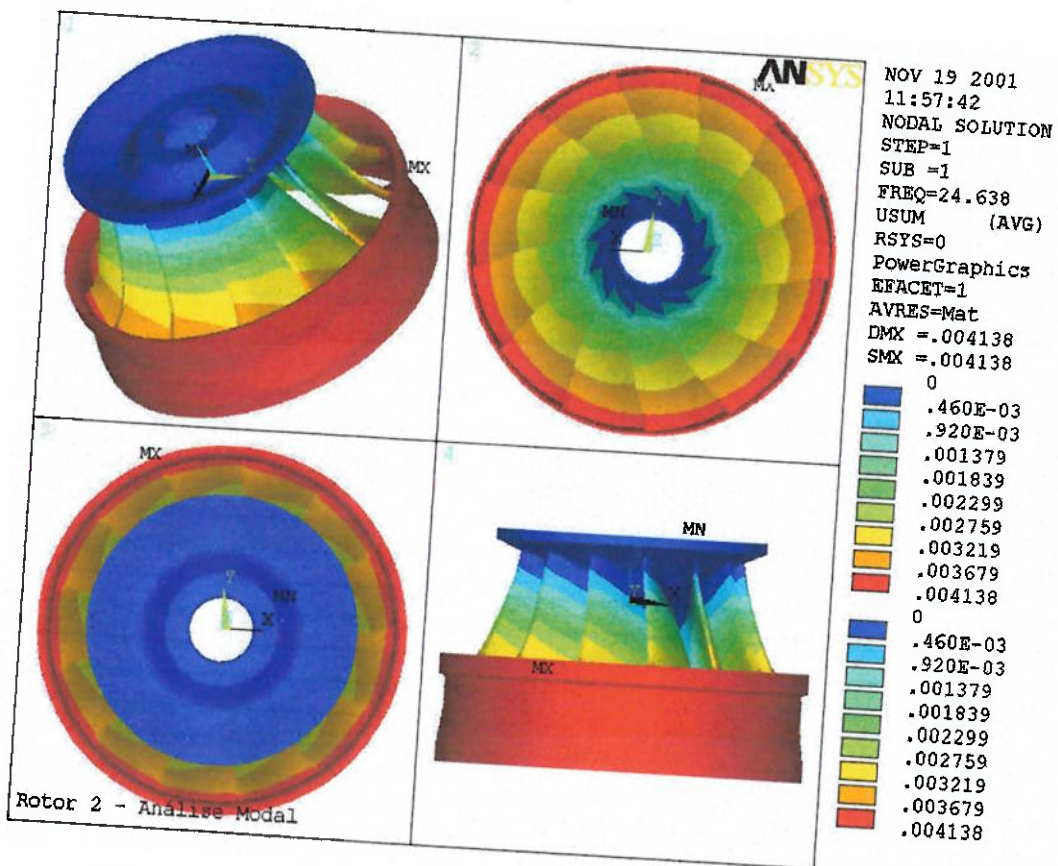 1
2
3
4
ANSYS
MN
MX
MX
MN
X
Y
Z
MX
MN
Y
X
MN
X
MX
Rotor 2 - Análise Modal
NOV 19 2001
11:57:42
NODAL SOLUTION
STEP=1
SUB =1
FREQ=24.638
USUM (AVG)
RSYS=0
PowerGraphics
EFACET=1
AVRES=Mat
DMX =.004138
SMX =.004138
0
.460E-03
.920E-03
.001379
.001839
.002299
.002759
.003219
.003679
.004138
0
.460E-03
.920E-03
.001379
.001839
.002299
.002759
.003219
.003679
.004138